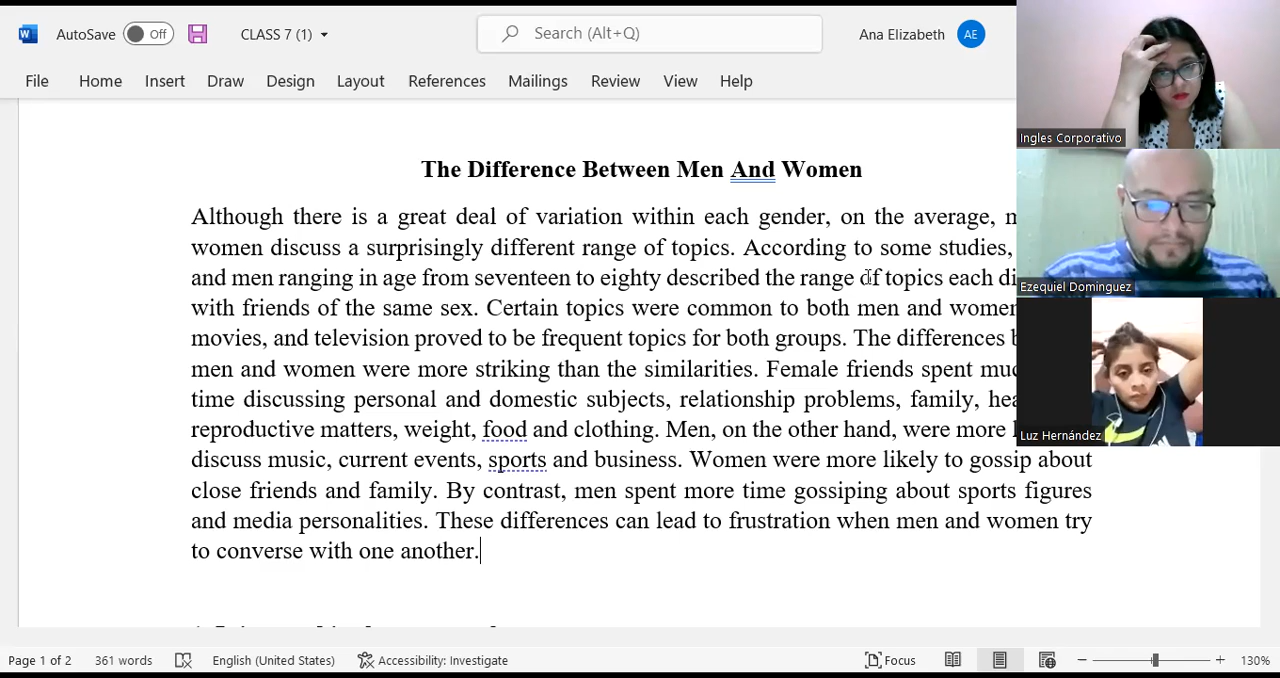 AutoSave Off CLASS 7 (1) Search (Alt+Q) Ana Elizabeth AE
File Home Insert Draw Design Layout References Mailings Review View Help
The Difference Between Men And Women
Although there is a great deal of variation within each gender, on the average,
women discuss a surprisingly different range of topics. According to some studies,
and men ranging in age from seventeen to eighty described the range of topics each
with friends of the same sex. Certain topics were common to both men and women
movies, and television proved to be frequent topics for both groups. The differences
men and women were more striking than the similarities. Female friends spent
time discussing personal and domestic subjects, relationship problems, family,
reproductive matters, weight, food and clothing. Men, on the other hand, were more
discuss music, current events, sports and business. Women were more likely to gossip about
close friends and family. By contrast, men spent more time gossiping about sports figures
and media personalities. These differences can lead to frustration when men and women try
to converse with one another.
Page 1 of 2 361 words English (United States) Accessibility: Investigate Focus 130%
Ingles Corporativo
Ezequiel Dominguez
Luz Hernández